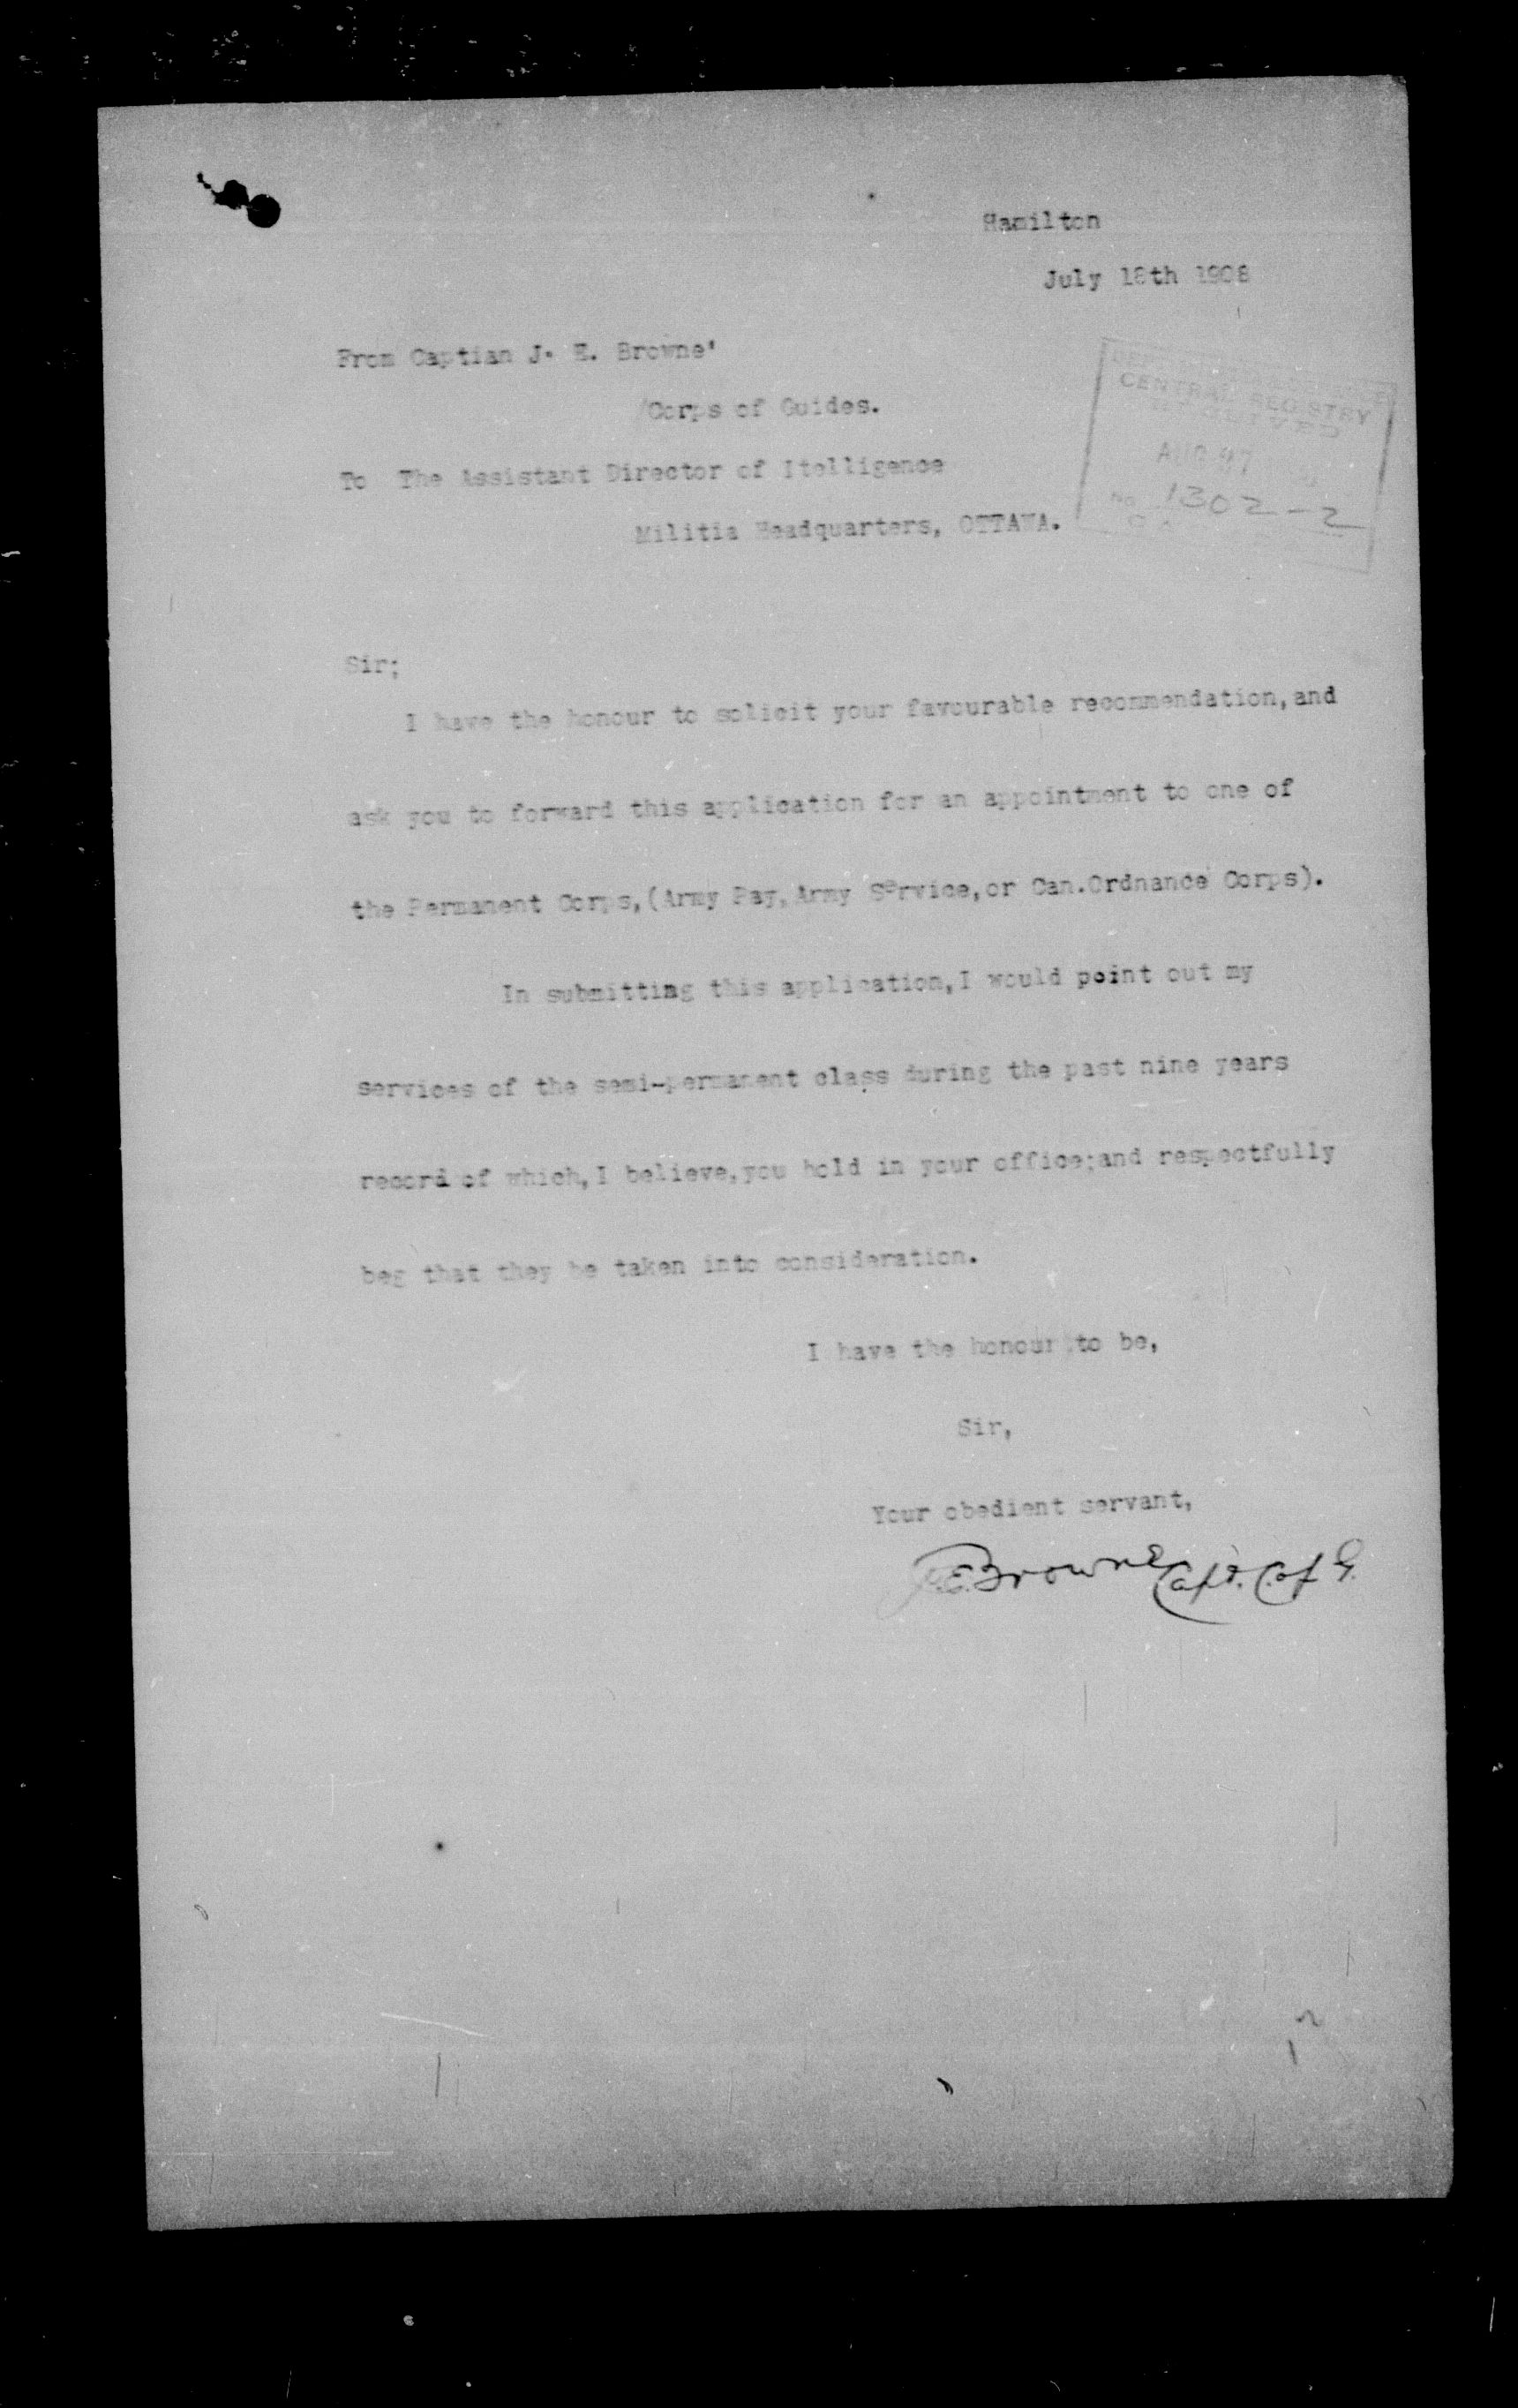 Hamilton
July 18th 1908
From Captian J. E. Browne'
Corps of Guides.
CENTRAL REGISTRY
RECEIVED
AUG 27
No 1302-2
To The Assistant Director of Itelligence
Militia Headquarters, OTTAWA.
Sir;
I have the honour to solicit your favourable recommendation,and
ask you to forward this application for an appointment to one of
the Permanent Corps,(Army Pay,Army Service,or Can.Ordnance Corps).
In submitting this application,I would point out my
services of the semi-permanent class during the past nine years
record of which,I believe,you hold in your office;and respectfully
beg that they be taken into consideration.
I have the honour to be,
Sir,
Your obedient servant,
J.E.Browne Capt. C.of G.